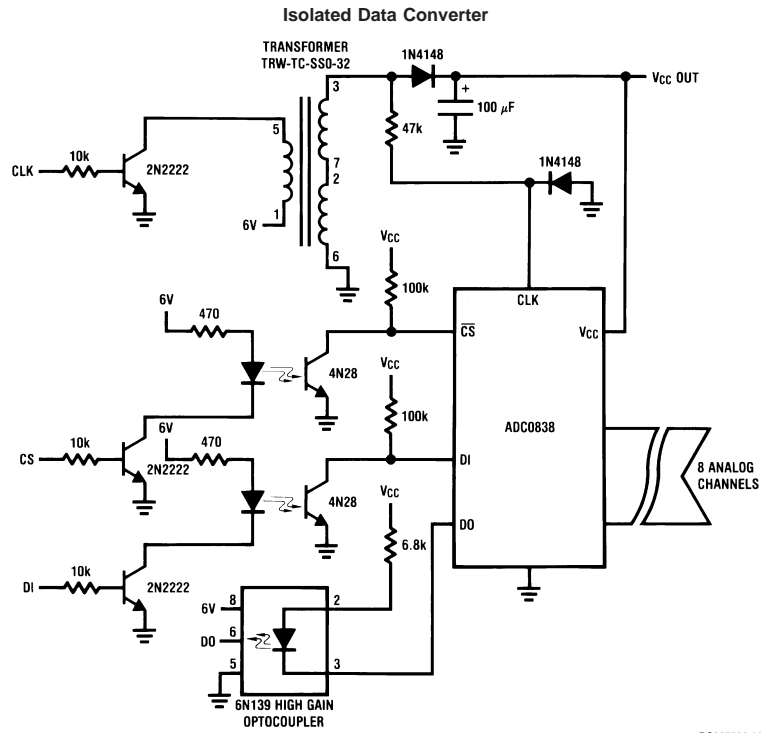 Isolated Data Converter
TRANSFORMER
TRW-TC-SSO-32
1N4148
VCC OUT
3
+
100 µF
5
47k
10k
CLK
2N2222
7
2
1N4148
1
6V
6
VCC
100k
CLK
6V
470
CS
VCC
4N28
VCC
100k
ADC0838
10k
CS
6V
470
2N2222
DI
8 ANALOG
CHANNELS
4N28
VCC
DO
6.8k
10k
DI
2N2222
8
2
6V
6
DO
5
3
6N139 HIGH GAIN
OPTOCOUPLER